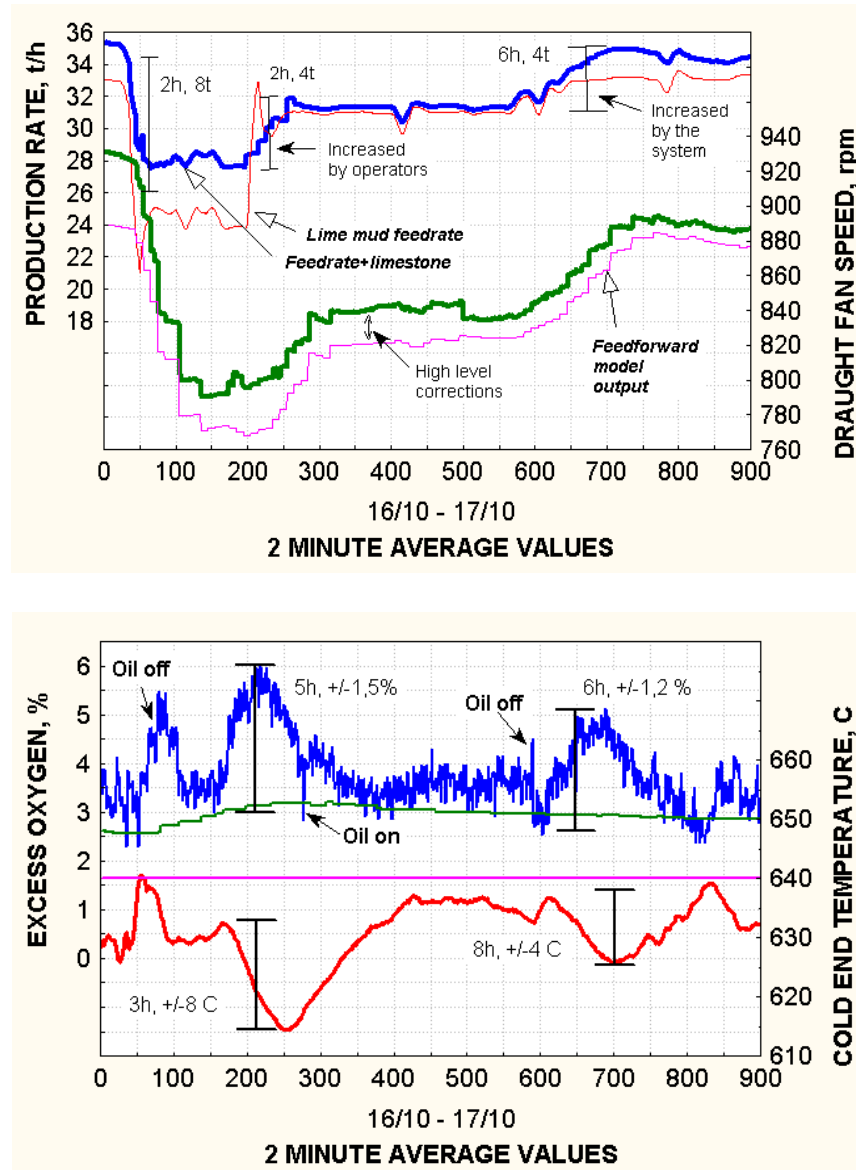 PRODUCTION RATE, t/h
36
34
32
30
28
26
24
22
20
18
2h, 8t
2h, 4t
6h, 4t
Increased
by operators
Increased
by the
system
Lime mud feedrate
Feedrate+limestone
High level
corrections
Feedforward
model
output
940
920
900
880
860
840
820
800
780
760
DRAUGHT FAN SPEED, rpm
0 100 200 300 400 500 600 700 800 900
16/10 - 17/10
2 MINUTE AVERAGE VALUES
EXCESS OXYGEN, %
6
5
4
3
2
1
0
Oil off
5h, +/-1,5%
Oil off
6h, +/-1,2 %
Oil on
3h, +/-8 C
8h, +/-4 C
660
650
640
630
620
610
COLD END TEMPERATURE, C
0 100 200 300 400 500 600 700 800 900
16/10 - 17/10
2 MINUTE AVERAGE VALUES